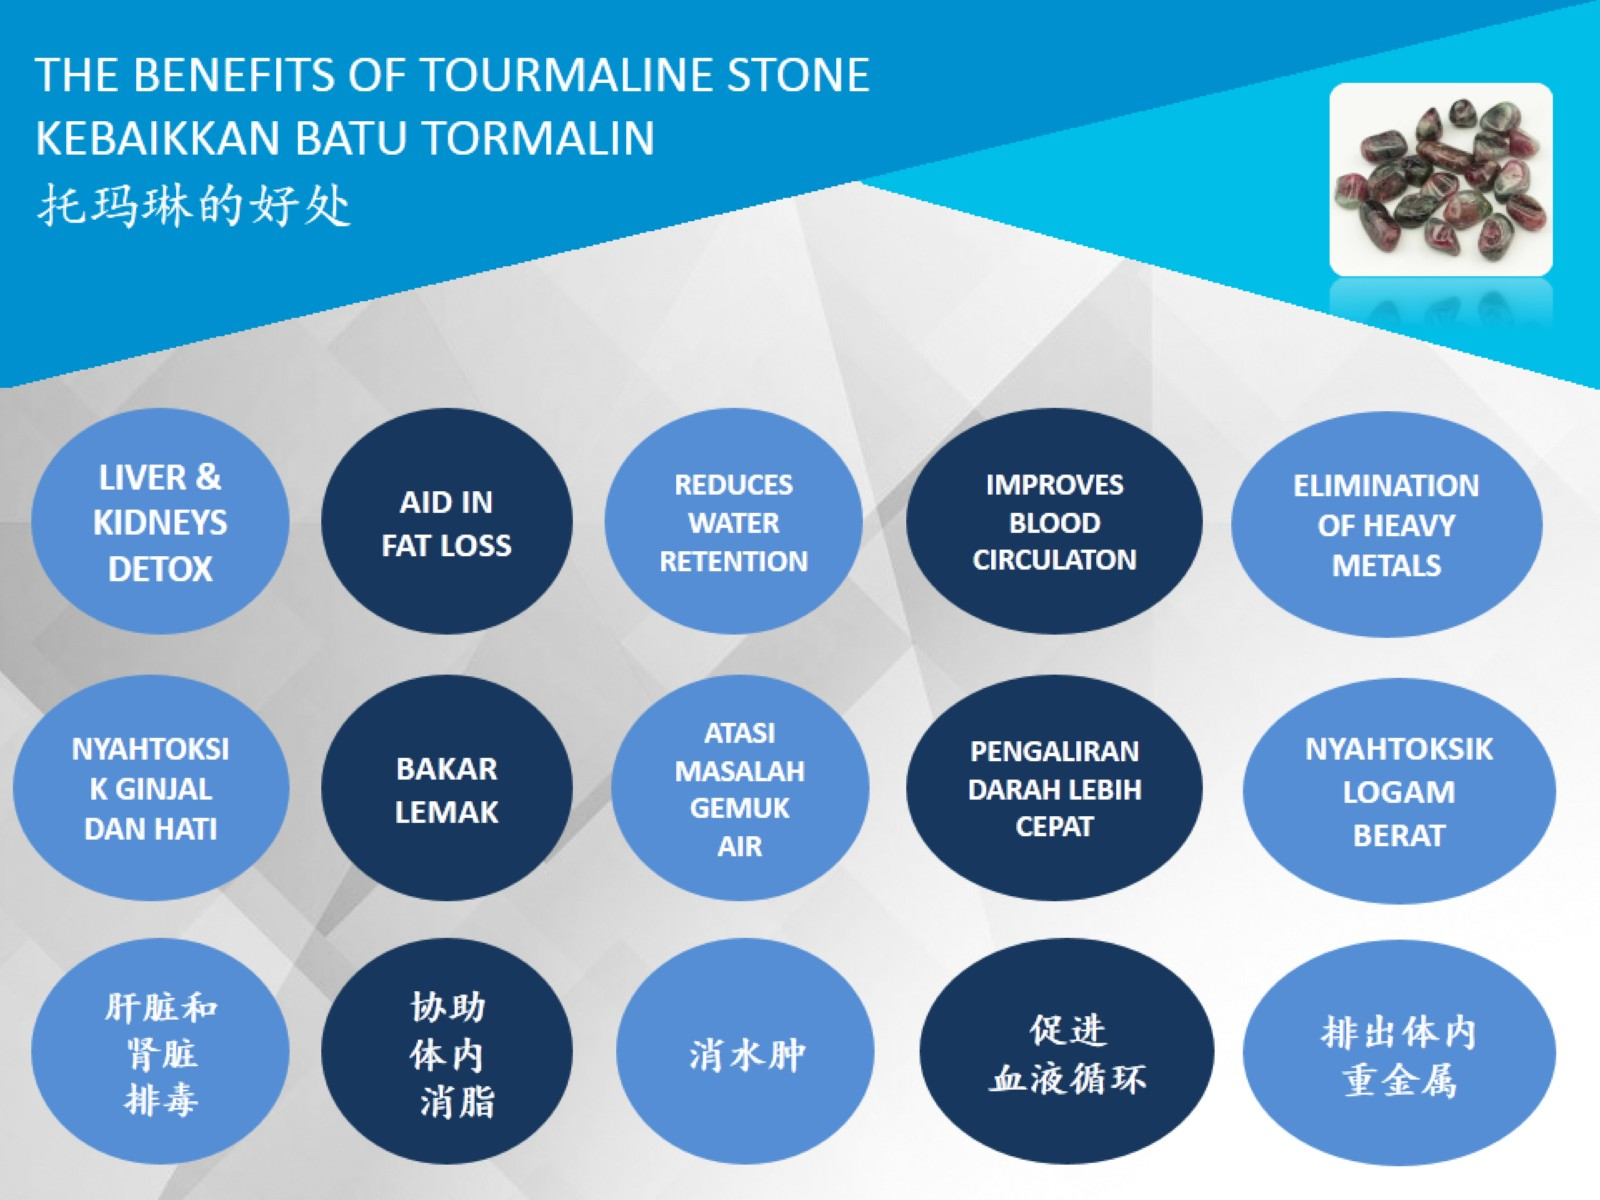 THE BENEFITS OF TOURMALINE STONE
KEBAIKKAN BATU TORMALIN
托玛琳的好处
LIVER &
KIDNEYS
DETOX
AID IN
FAT LOSS
REDUCES
WATER
RETENTION
IMPROVES
BLOOD
CIRCULATON
ELIMINATION
OF HEAVY
METALS
NYAHTOKSI
K GINJAL
DAN HATI
BAKAR
LEMAK
ATASI
MASALAH
GEMUK
AIR
PENGALIRAN
DARAH LEBIH
CEPAT
NYAHTOKSIK
LOGAM
BERAT
肝脏和
肾脏
排毒
协助
体内
消脂
消水肿
促进
血液循环
排出体内
重金属